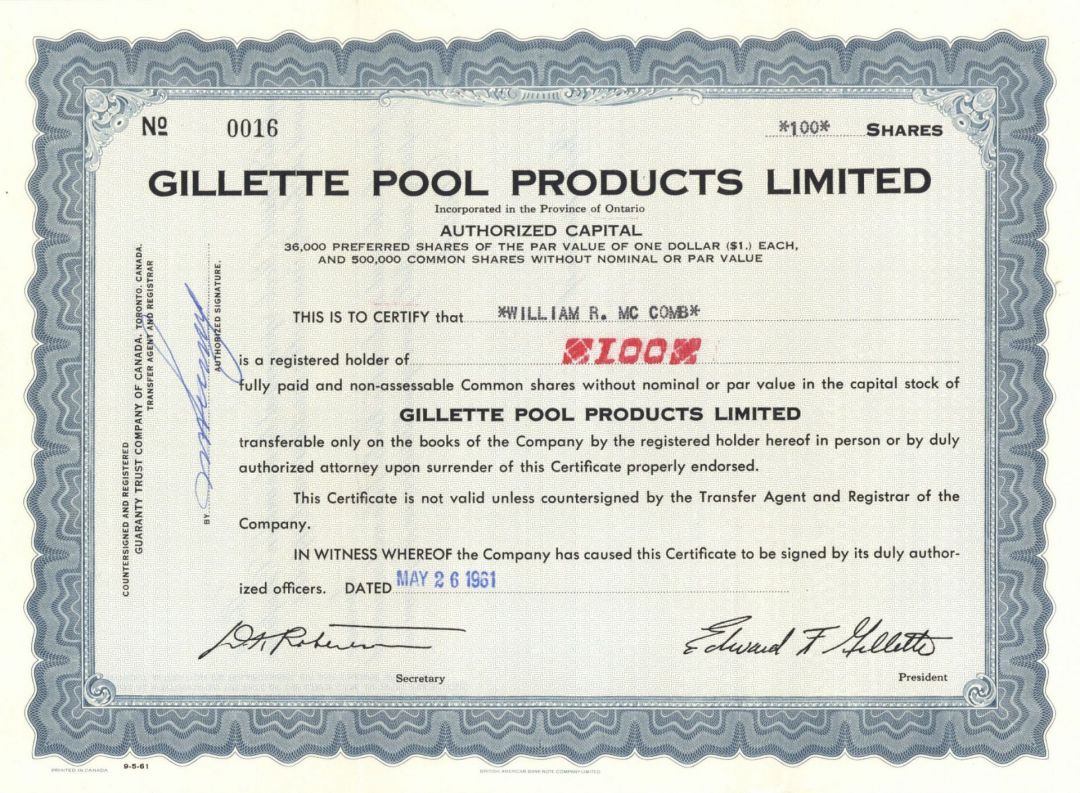 Nº 0016
*100* SHARES
GILLETTE POOL PRODUCTS LIMITED
Incorporated in the Province of Ontario
AUTHORIZED CAPITAL
36,000 PREFERRED SHARES OF THE PAR VALUE OF ONE DOLLAR ($1.) EACH,
AND 500,000 COMMON SHARES WITHOUT NOMINAL OR PAR VALUE
THIS IS TO CERTIFY that *WILLIAM R. MC COMB*
is a registered holder of 100
fully paid and non-assessable Common shares without nominal or par value in the capital stock of
GILLETTE POOL PRODUCTS LIMITED
transferable only on the books of the Company by the registered holder hereof in person or by duly
authorized attorney upon surrender of this Certificate properly endorsed.
This Certificate is not valid unless countersigned by the Transfer Agent and Registrar of the
Company.
IN WITNESS WHEREOF the Company has caused this Certificate to be signed by its duly author-
ized officers. DATED MAY 26 1961
Edward F Gillette
Secretary
President
COUNTERSIGNED AND REGISTERED
GUARANTY TRUST COMPANY OF CANADA, TORONTO, CANADA.
TRANSFER AGENT AND REGISTRAR
BY
AUTHORIZED SIGNATURE.
PRINTED IN CANADA
9-5-61
BRITISH AMERICAN BANK NOTE COMPANY LIMITED